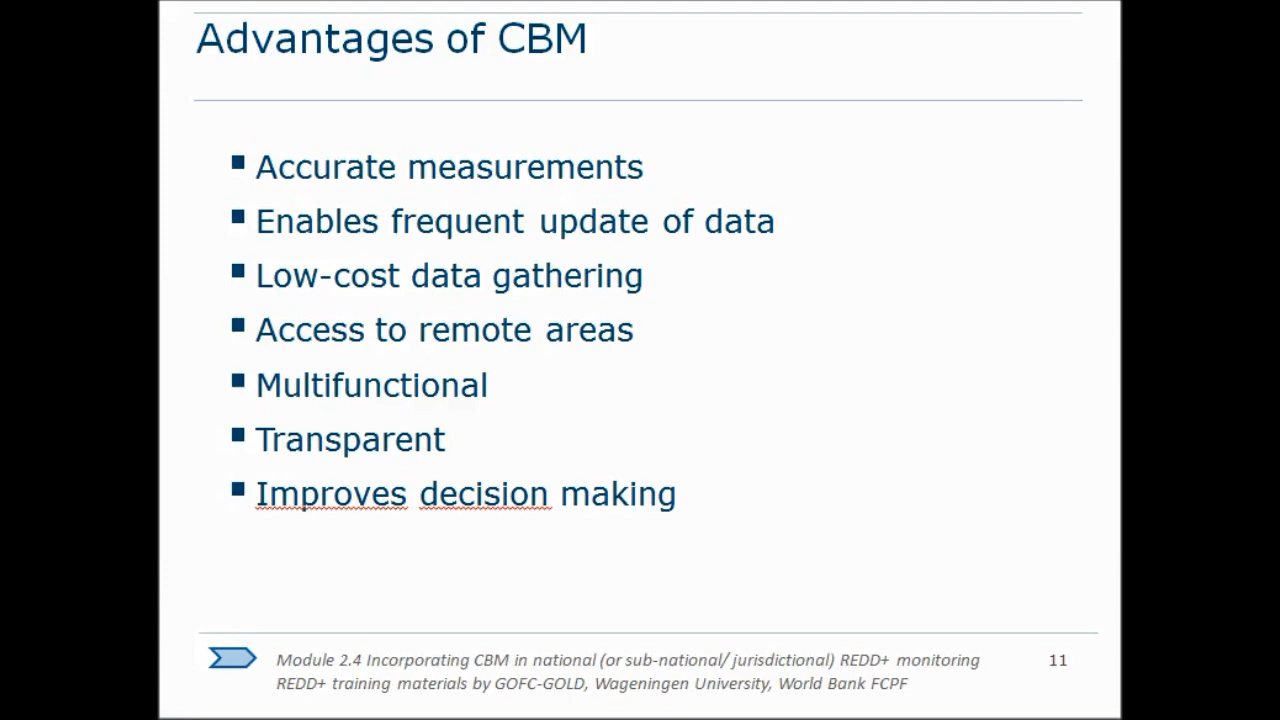 Advantages of CBM
Accurate measurements
Enables frequent update of data
Low-cost data gathering
Access to remote areas
Multifunctional
Transparent
Improves decision making
Module 2.4 Incorporating CBM in national (or sub-national/ jurisdictional) REDD+ monitoring
REDD+ training materials by GOFC-GOLD, Wageningen University, World Bank FCPF
11